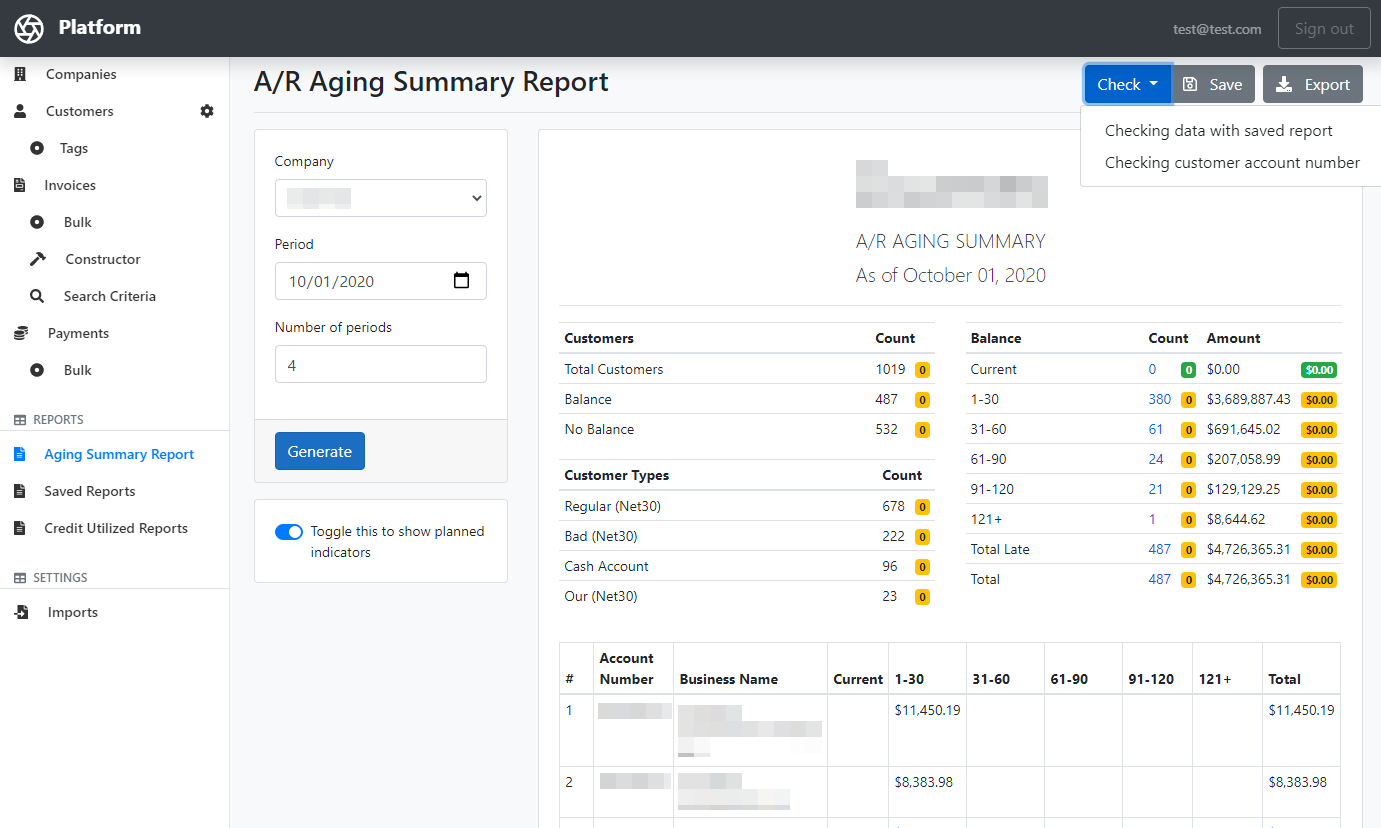 Platform
test@test.com
Sign out
Companies
Customers
Tags
Invoices
Bulk
Constructor
Search Criteria
Payments
Bulk
REPORTS
Aging Summary Report
Saved Reports
Credit Utilized Reports
SETTINGS
Imports
A/R Aging Summary Report
Check
Save
Export
Checking data with saved report
Checking customer account number
Company
Period
10/01/2020
Number of periods
4
Generate
Toggle this to show planned
indicators
A/R AGING SUMMARY
As of October 01, 2020
Customers Count
Total Customers 1019 0
Balance 487 0
No Balance 532 0
Customer Types Count
Regular (Net30) 678 0
Bad (Net30) 222 0
Cash Account 96 0
Our (Net30) 23 0
Balance Count Amount
Current 0 0 $0.00 $0.00
1-30 380 0 $3,689,887.43 $0.00
31-60 61 0 $691,645.02 $0.00
61-90 24 0 $207,058.99 $0.00
91-120 21 0 $129,129.25 $0.00
121+ 1 0 $8,644.62 $0.00
Total Late 487 0 $4,726,365.31 $0.00
Total 487 0 $4,726,365.31 $0.00
# Account Number Business Name Current 1-30 31-60 61-90 91-120 121+ Total
1 $11,450.19 $11,450.19
2 $8,383.98 $8,383.98